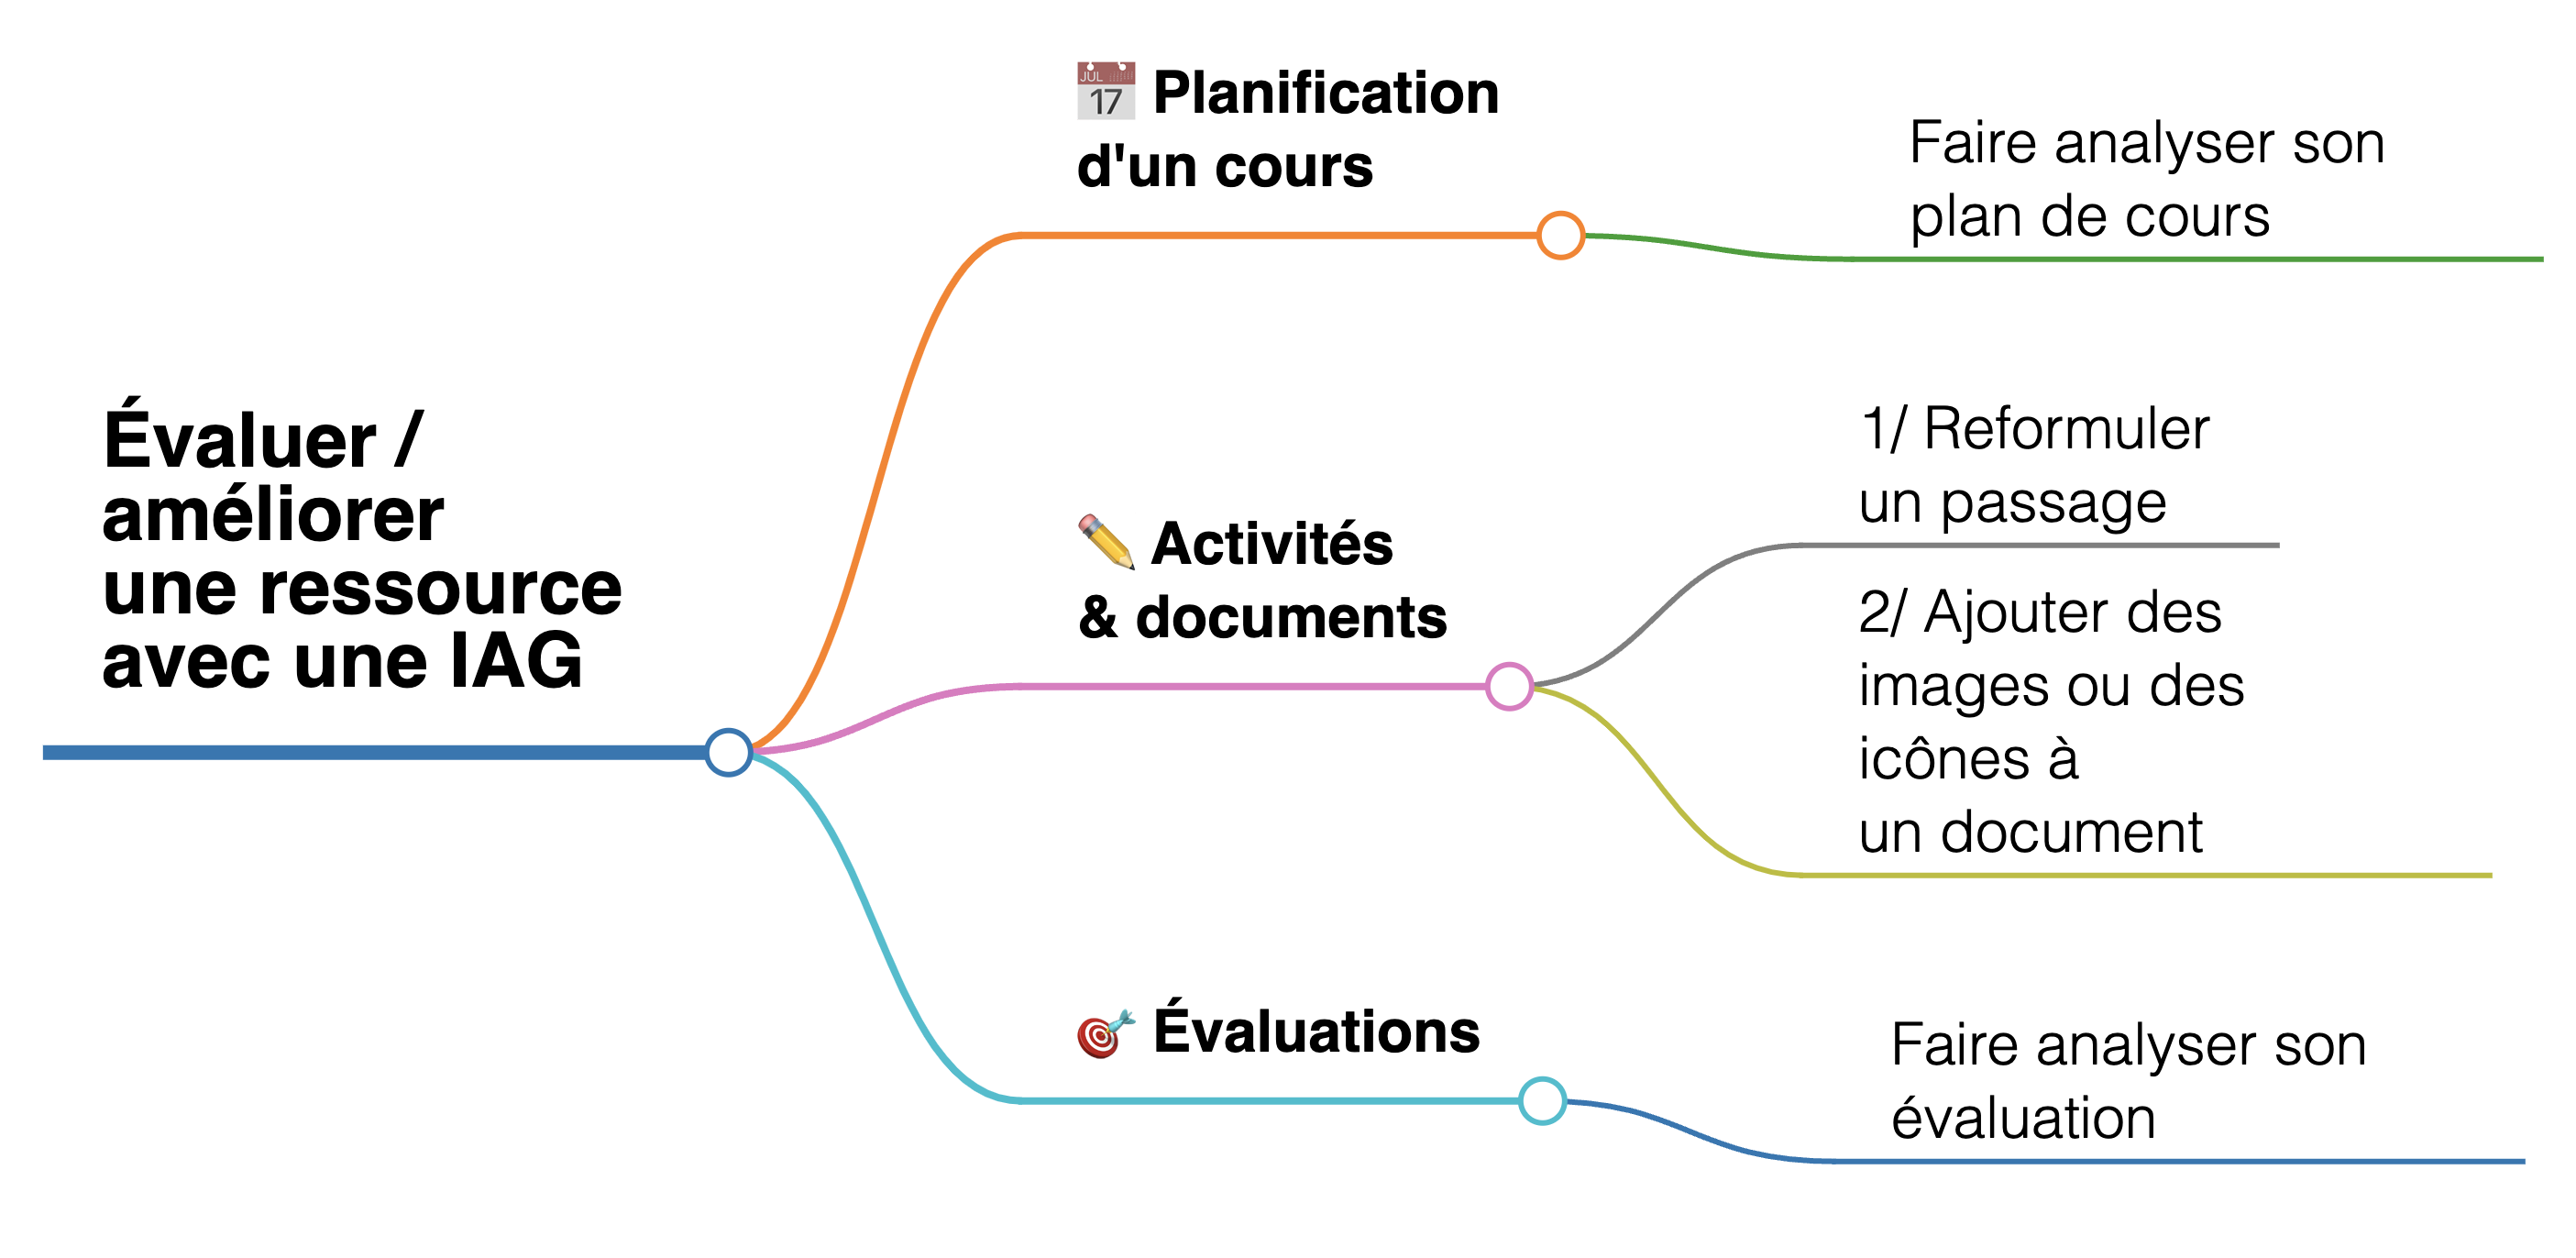 Évaluer /
améliorer
une ressource
avec une IAG
JUL
17
Planification
d'un cours
Faire analyser son
plan de cours
Activités
& documents
1/ Reformuler
un passage
2/ Ajouter des
images ou des
icônes à
un document
Évaluations
Faire analyser son
évaluation